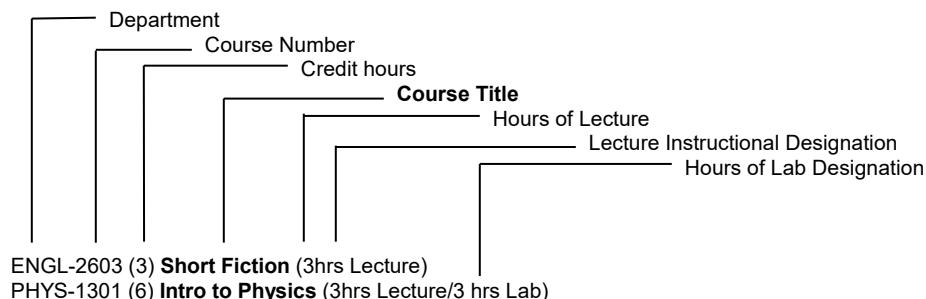 Department
Course Number
Credit hours
Course Title
Hours of Lecture
Lecture Instructional Designation
Hours of Lab Designation
ENGL-2603 (3) Short Fiction (3hrs Lecture)
PHYS-1301 (6) Intro to Physics (3hrs Lecture/3 hrs Lab)